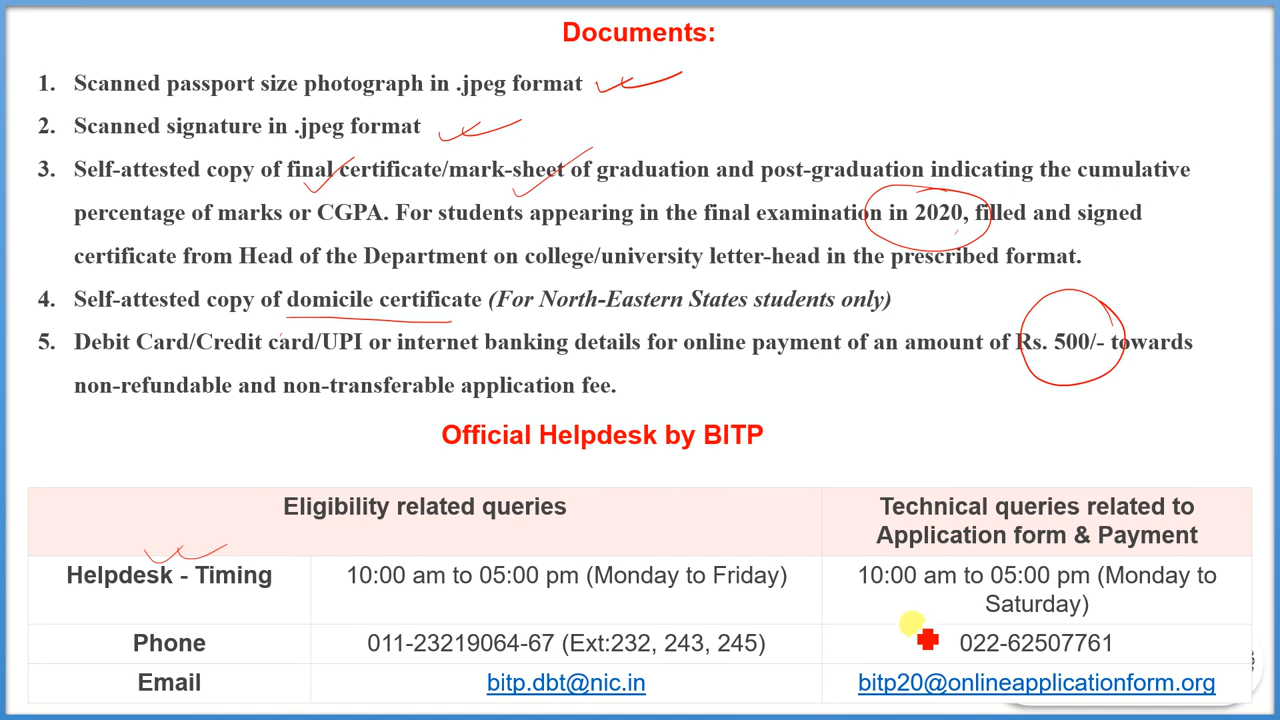 Documents:
1. Scanned passport size photograph in .jpeg format
2. Scanned signature in .jpeg format
3. Self-attested copy of final certificate/mark-sheet of graduation and post-graduation indicating the cumulative
percentage of marks or CGPA. For students appearing in the final examination in 2020, filled and signed
certificate from Head of the Department on college/university letter-head in the prescribed format.
4. Self-attested copy of domicile certificate (For North-Eastern States students only)
5. Debit Card/Credit card/UPI or internet banking details for online payment of an amount of Rs. 500/- towards
non-refundable and non-transferable application fee.
Official Helpdesk by BITP
Eligibility related queries
Technical queries related to
Application form & Payment
Helpdesk - Timing
10:00 am to 05:00 pm (Monday to Friday)
10:00 am to 05:00 pm (Monday to
Saturday)
Phone
011-23219064-67 (Ext:232, 243, 245)
022-62507761
Email
bitp.dbt@nic.in
bitp20@onlineapplicationform.org